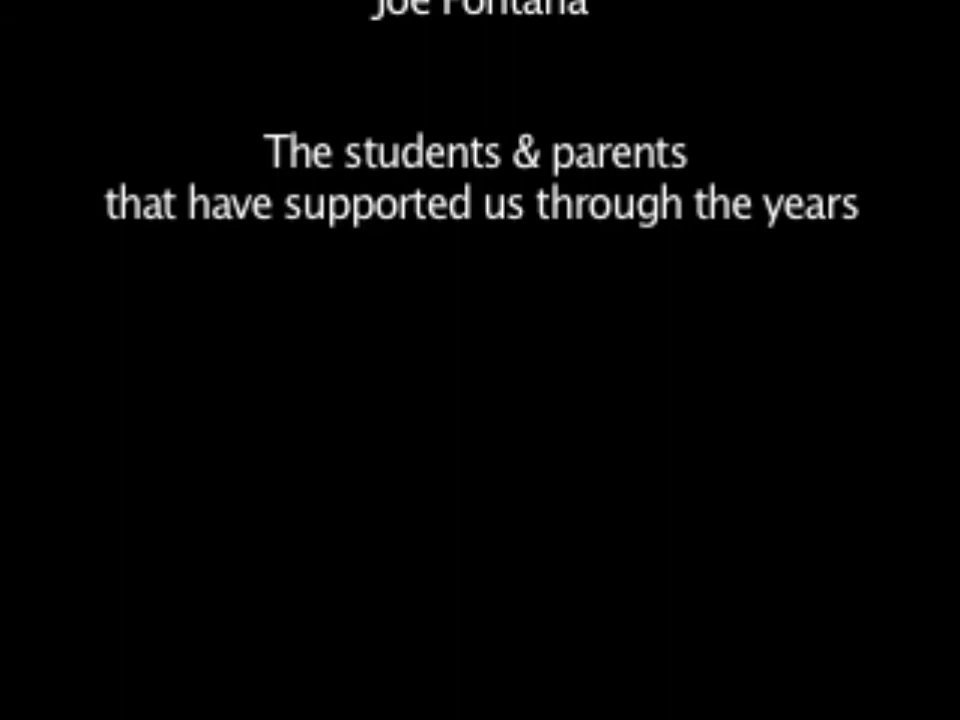 Joe Fontana
The students & parents
that have supported us through the years